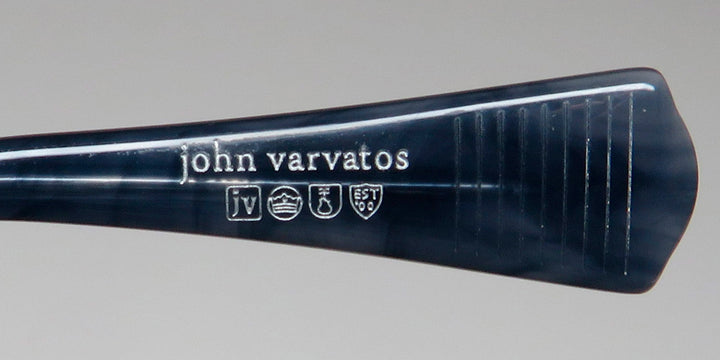 john varvatos
jv EST '00